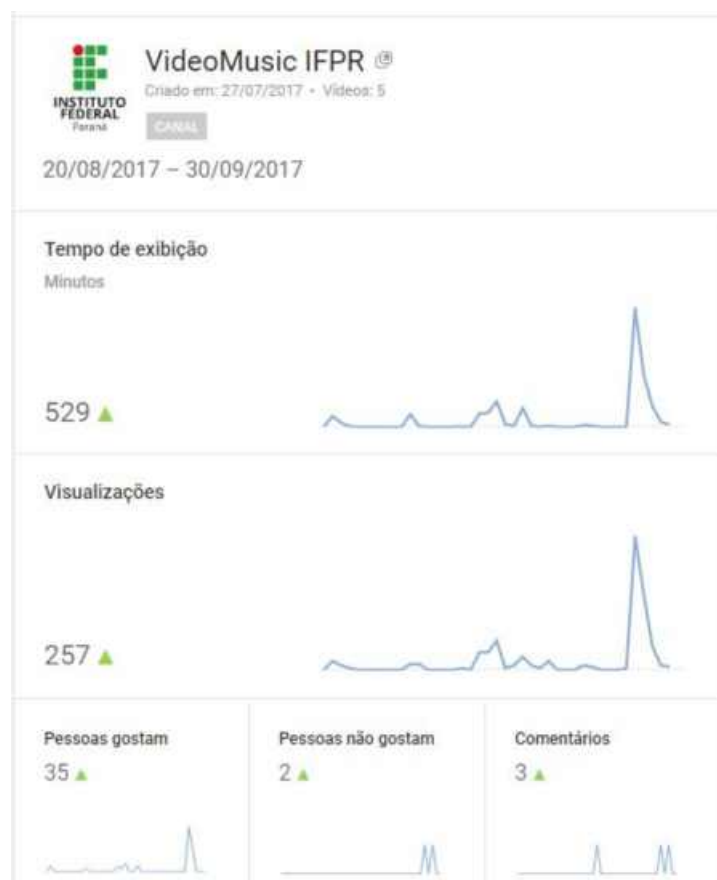 VideoMusic IFPR
Criado em: 27/07/2017 • Vídeos: 5
INSTITUTO
FEDERAL
Paraná
CANAL
20/08/2017 – 30/09/2017
Tempo de exibição
Minutos
529
Visualizações
257
Pessoas gostam
35
Pessoas não gostam
2
Comentários
3